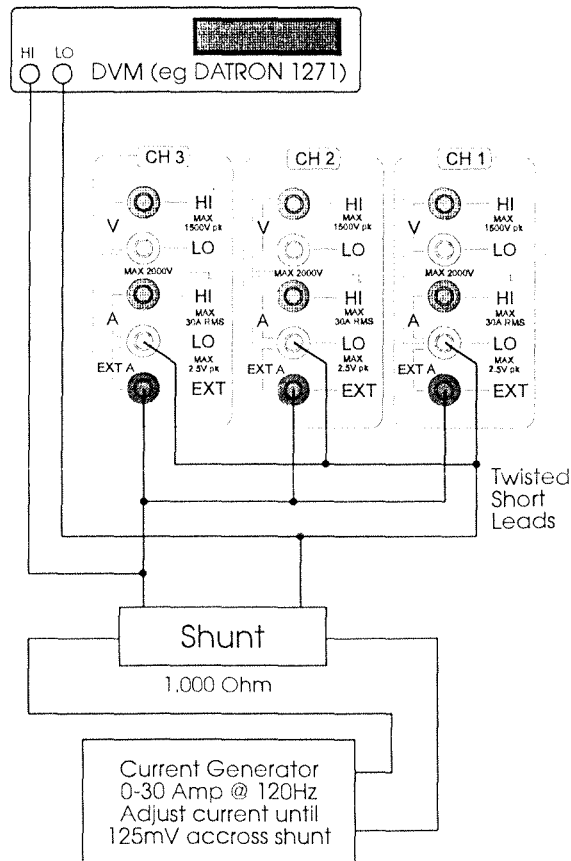 HI LO
DVM (eg DATRON 1271)
CH 3
HI
MAX
1500V pk
V
LO
MAX 2000V
HI
MAX
30A RMS
A
LO
MAX
2.5V pk
EXT A
EXT
CH 2
HI
MAX
1500V pk
V
LO
MAX 2000V
HI
MAX
30A RMS
A
LO
MAX
2.5V pk
EXT A
EXT
CH 1
HI
MAX
1500V pk
V
LO
MAX 2000V
HI
MAX
30A RMS
A
LO
MAX
2.5V pk
EXT A
EXT
Twisted
Short
Leads
Shunt
1.000 Ohm
Current Generator
0-30 Amp @ 120Hz
Adjust current until
125mV accross shunt